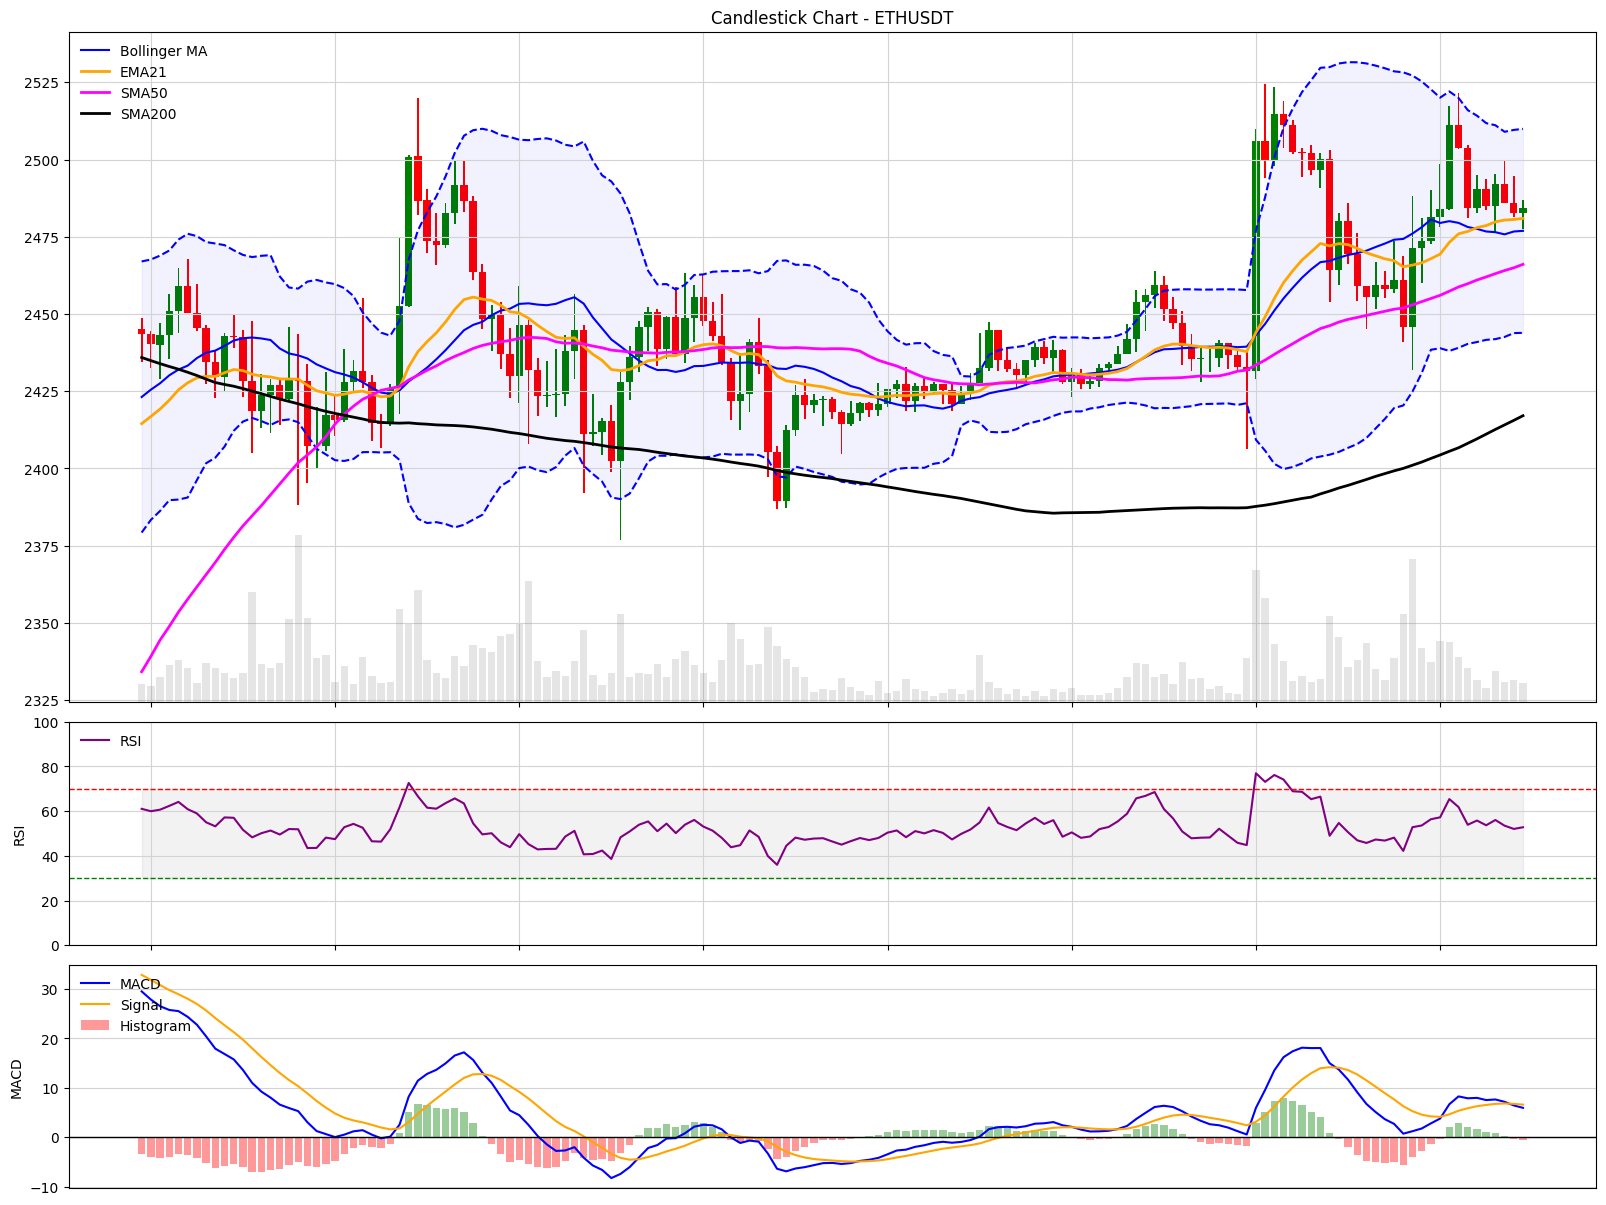 Candlestick Chart - ETHUSDT
Bollinger MA
EMA21
SMA50
SMA200
2525
2500
2475
2450
2425
2400
2375
2350
2325
RSI
100
80
60
40
20
0
RSI
MACD
Signal
Histogram
30
20
10
0
−10
MACD